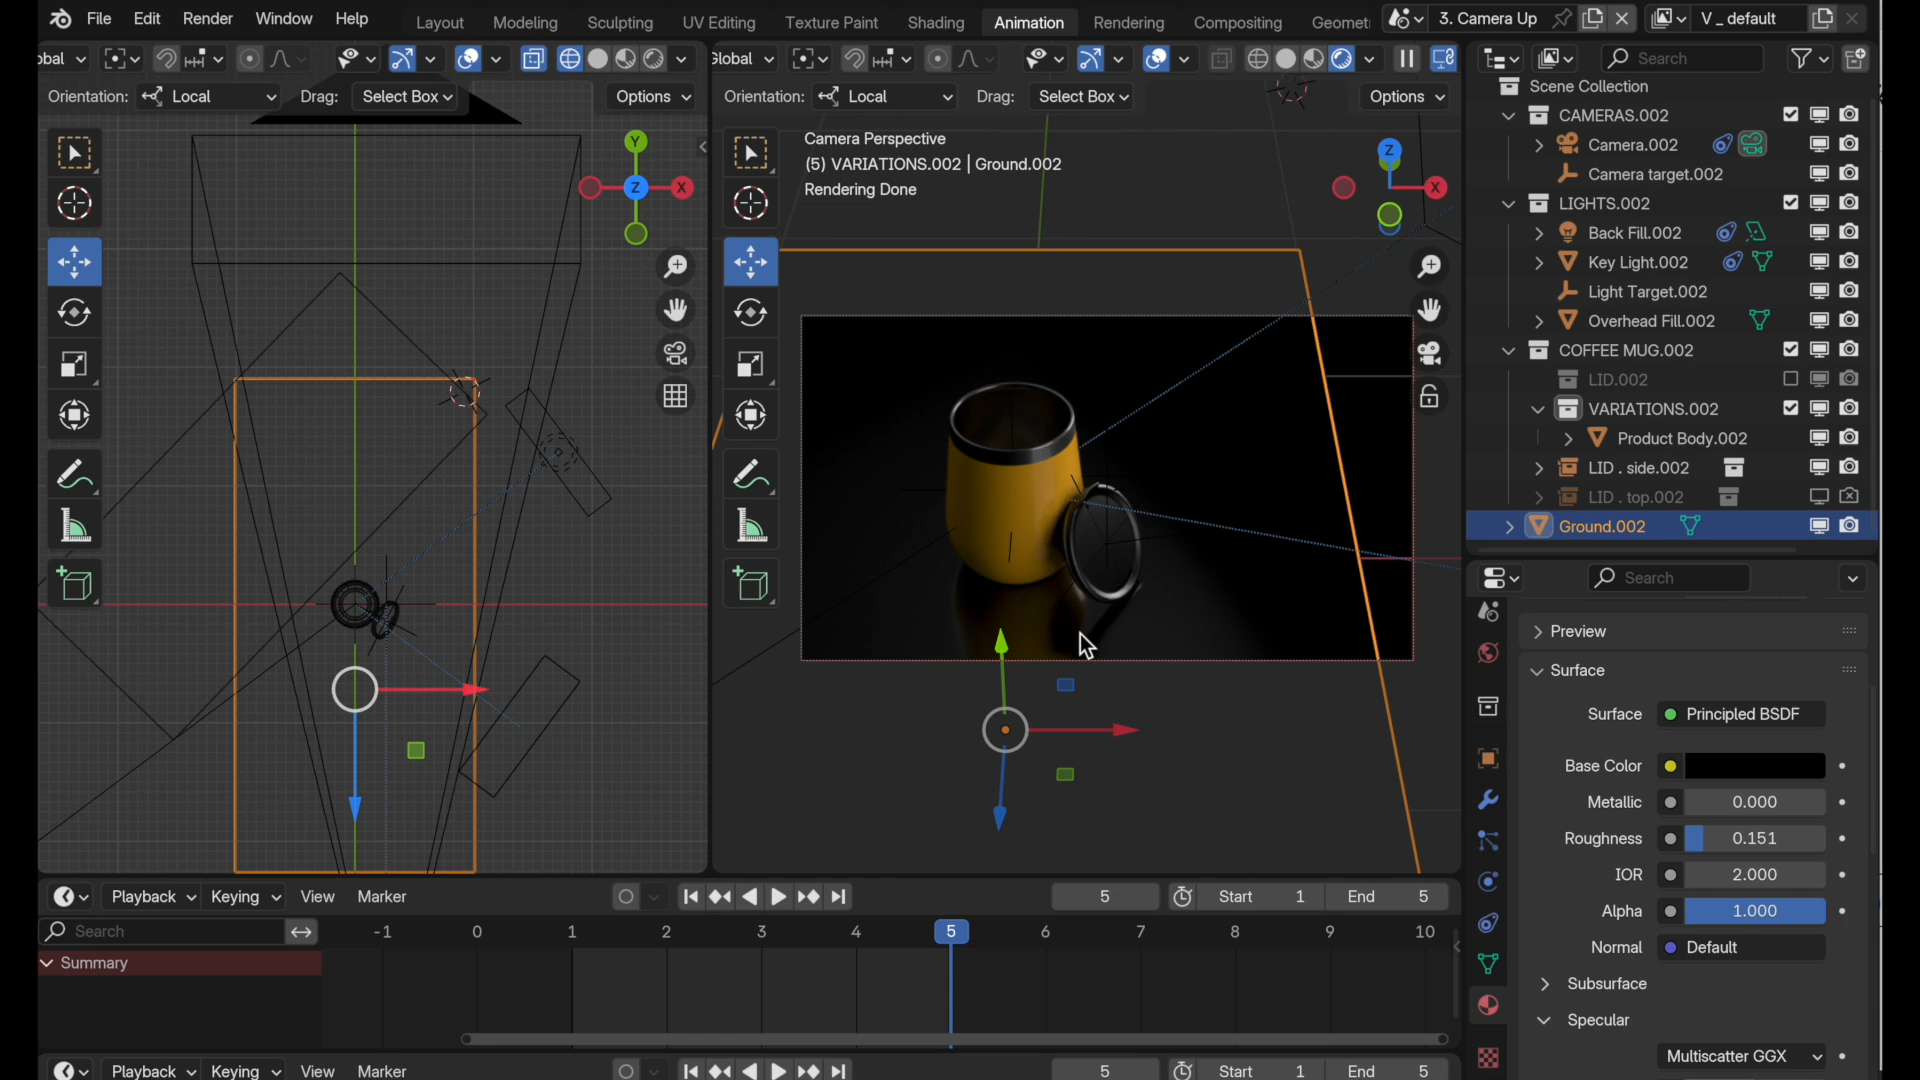 File Edit Render Window Help Layout Modeling Sculpting UV Editing Texture Paint Shading Animation Rendering Compositing Geomet 3. Camera Up V _ default
obal Global Search
Orientation: Local Drag: Select Box Options Orientation: Local Drag: Select Box Options
Camera Perspective
(5) VARIATIONS.002 | Ground.002
Rendering Done
Y
Z X
Z
X
Scene Collection
CAMERAS.002
Camera.002
Camera target.002
LIGHTS.002
Back Fill.002
Key Light.002
Light Target.002
Overhead Fill.002
COFFEE MUG.002
LID.002
VARIATIONS.002
Product Body.002
LID . side.002
LID . top.002
Ground.002
Search
Preview
Surface
Surface Principled BSDF
Base Color
Metallic 0.000
Roughness 0.151
IOR 2.000
Alpha 1.000
Normal Default
Subsurface
Specular
Multiscatter GGX
Playback Keying View Marker 5 Start 1 End 5
Search -1 0 1 2 3 4 5 6 7 8 9 10
Summary
Playback Keying View Marker 5 Start 1 End 5